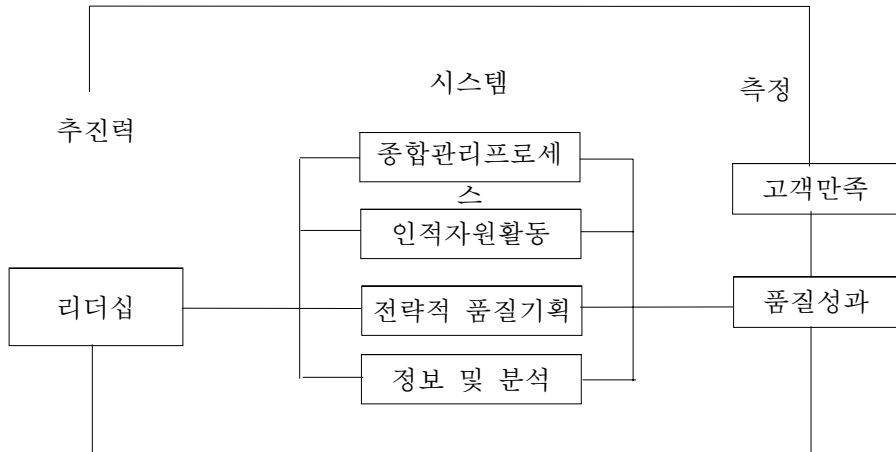 시스템
측정
추진력
종합관리프로세
스
고객만족
인적자원활동
리더십
전략적 품질기획
품질성과
정보 및 분석